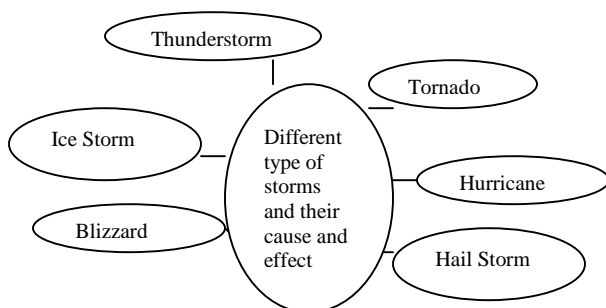 Thunderstorm
Tornado
Ice Storm
Different
type of
storms
and their
cause and
effect
Hurricane
Blizzard
Hail Storm